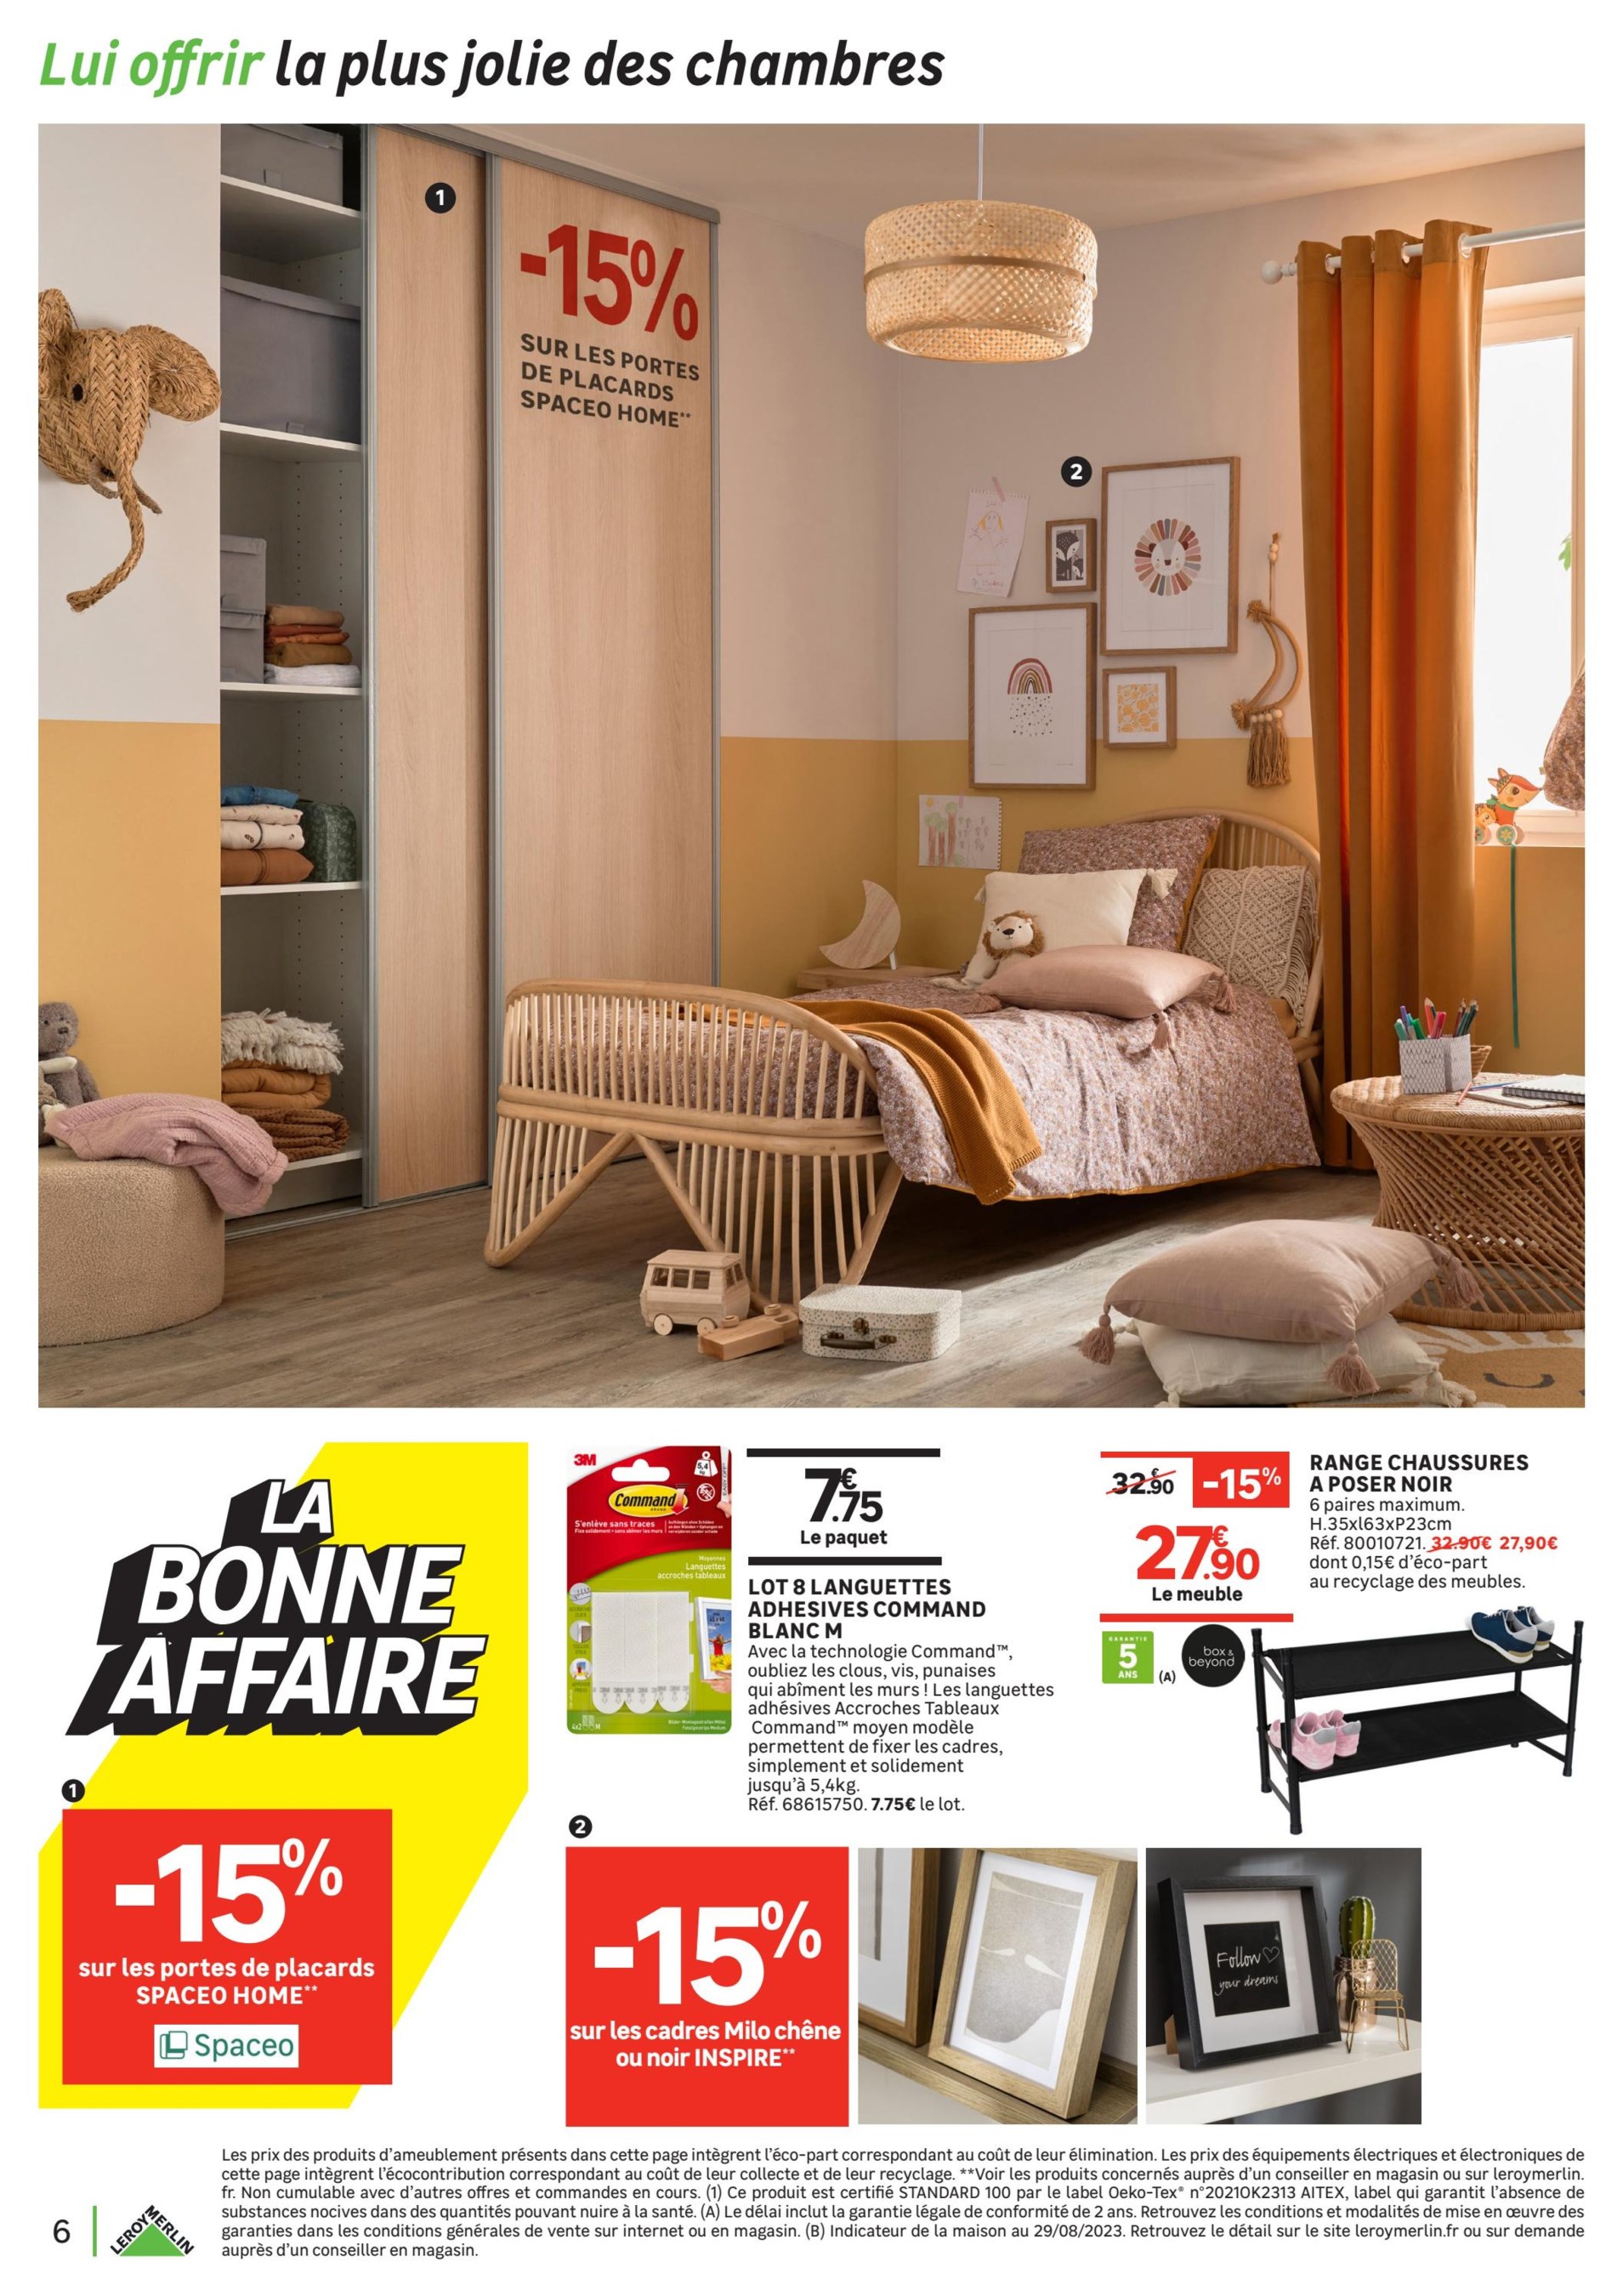 Lui offrir la plus jolie des chambres
1
-15%
SUR LES PORTES
DE PLACARDS
SPACEO HOME**
2
LA
BONNE
AFFAIRE
1
-15%
sur les portes de placards
SPACEO HOME**
Spaceo
3M
5,4
Command
BRAND
S'enlève sans traces
Moyennes
Languettes
accroches tableaux
4x2
M
7€.75
Le paquet
LOT 8 LANGUETTES
ADHESIVES COMMAND
BLANC M
Avec la technologie Command™,
oubliez les clous, vis, punaises
qui abîment les murs ! Les languettes
adhésives Accroches Tableaux
Command™ moyen modèle
permettent de fixer les cadres,
simplement et solidement
jusqu'à 5,4kg.
Réf. 68615750. 7.75€ le lot.
32€.90
-15%
27€.90
Le meuble
GARANTIE
5
ANS
(A)
box &
beyond
RANGE CHAUSSURES
A POSER NOIR
6 paires maximum.
H.35xl63xP23cm
Réf. 80010721. 32.90€ 27,90€
dont 0,15€ d'éco-part
au recyclage des meubles.
2
-15%
sur les cadres Milo chêne
ou noir INSPIRE**
Follow
your dreams
Les prix des produits d'ameublement présents dans cette page intègrent l'éco-part correspondant au coût de leur élimination. Les prix des équipements électriques et électroniques de
cette page intègrent l'écocontribution correspondant au coût de leur collecte et de leur recyclage. **Voir les produits concernés auprès d'un conseiller en magasin ou sur leroymerlin.
fr. Non cumulable avec d'autres offres et commandes en cours. (1) Ce produit est certifié STANDARD 100 par le label Oeko-Tex® n°20210K2313 AITEX, label qui garantit l'absence de
substances nocives dans des quantités pouvant nuire à la santé. (A) Le délai inclut la garantie légale de conformité de 2 ans. Retrouvez les conditions et modalités de mise en œuvre des
garanties dans les conditions générales de vente sur internet ou en magasin. (B) Indicateur de la maison au 29/08/2023. Retrouvez le détail sur le site leroymerlin.fr ou sur demande
auprès d'un conseiller en magasin.
6
LEROY MERLIN